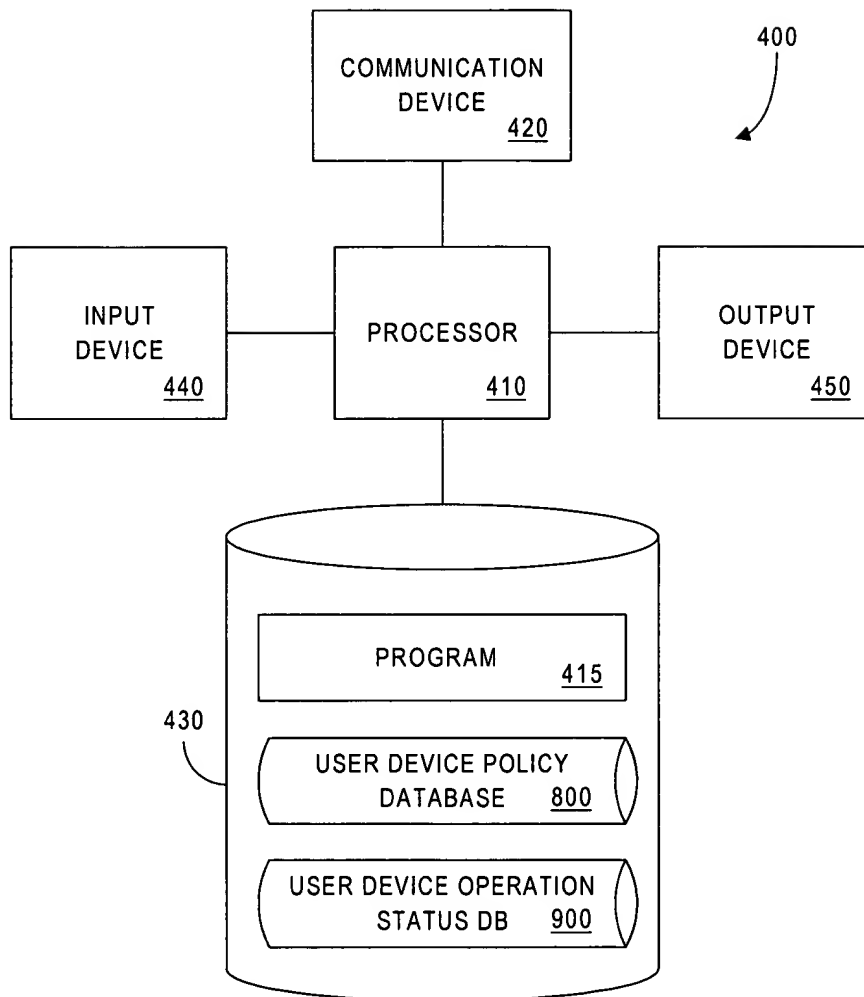 COMMUNICATION
DEVICE
420
400
INPUT
DEVICE
440
PROCESSOR
410
OUTPUT
DEVICE
450
PROGRAM
415
430
USER DEVICE POLICY
DATABASE 800
USER DEVICE OPERATION
STATUS DB 900